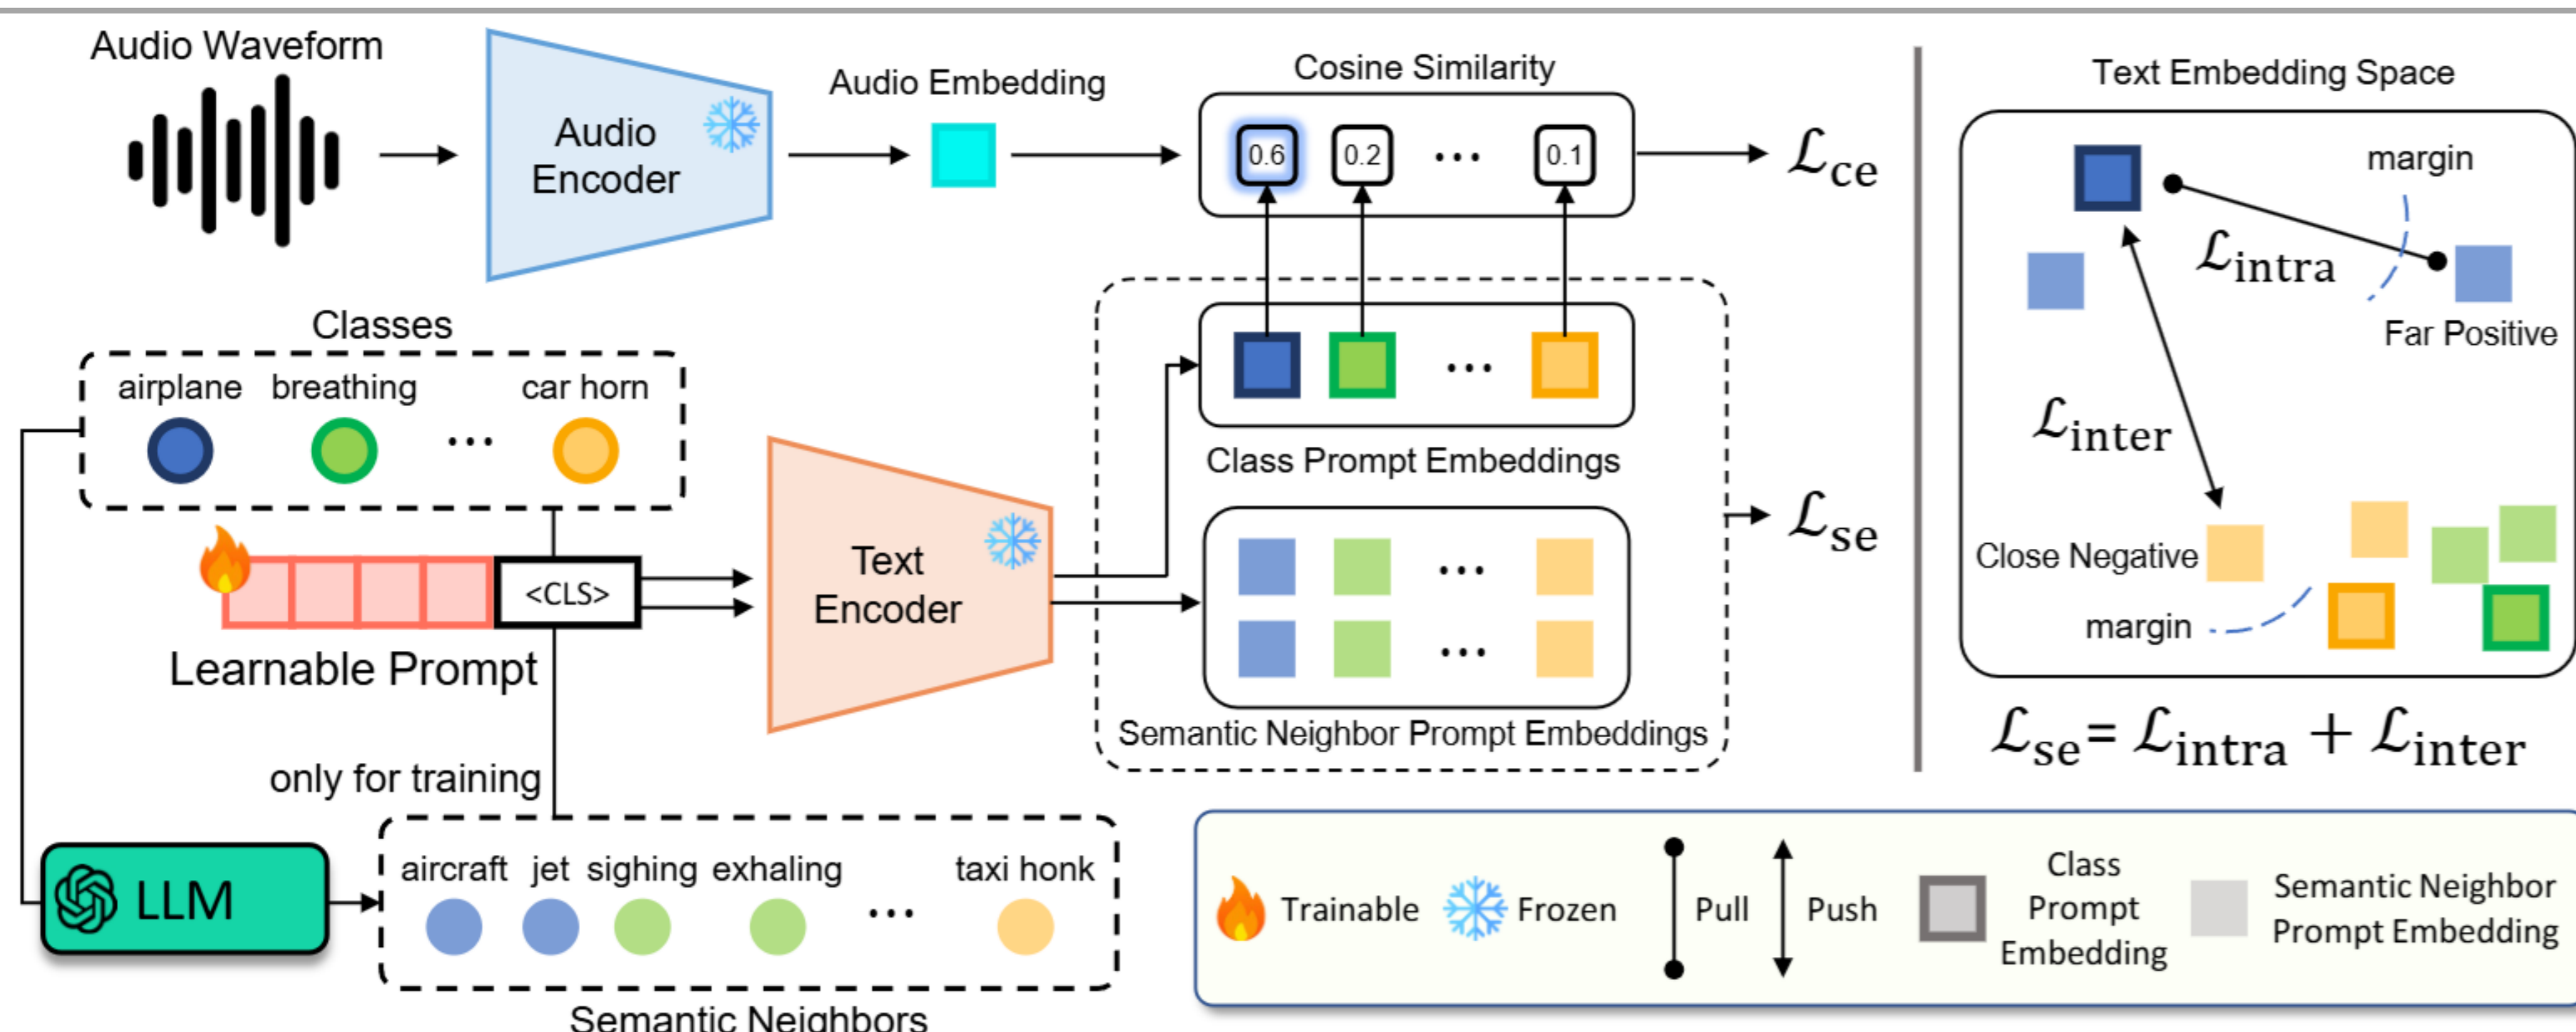 Audio Waveform
Audio
Encoder
Audio Embedding
Cosine Similarity
0.6 0.2 ... 0.1
ℒce
Classes
airplane breathing ... car horn
<CLS>
Learnable Prompt
Text
Encoder
...
Class Prompt Embeddings
...
...
Semantic Neighbor Prompt Embeddings
ℒse
only for training
LLM
aircraft jet sighing exhaling ... taxi honk
Semantic Neighbors
Text Embedding Space
margin
ℒintra
Far Positive
ℒinter
Close Negative
margin
ℒse= ℒintra + ℒinter
Trainable
Frozen
Pull
Push
Class
Prompt
Embedding
Semantic Neighbor
Prompt Embedding